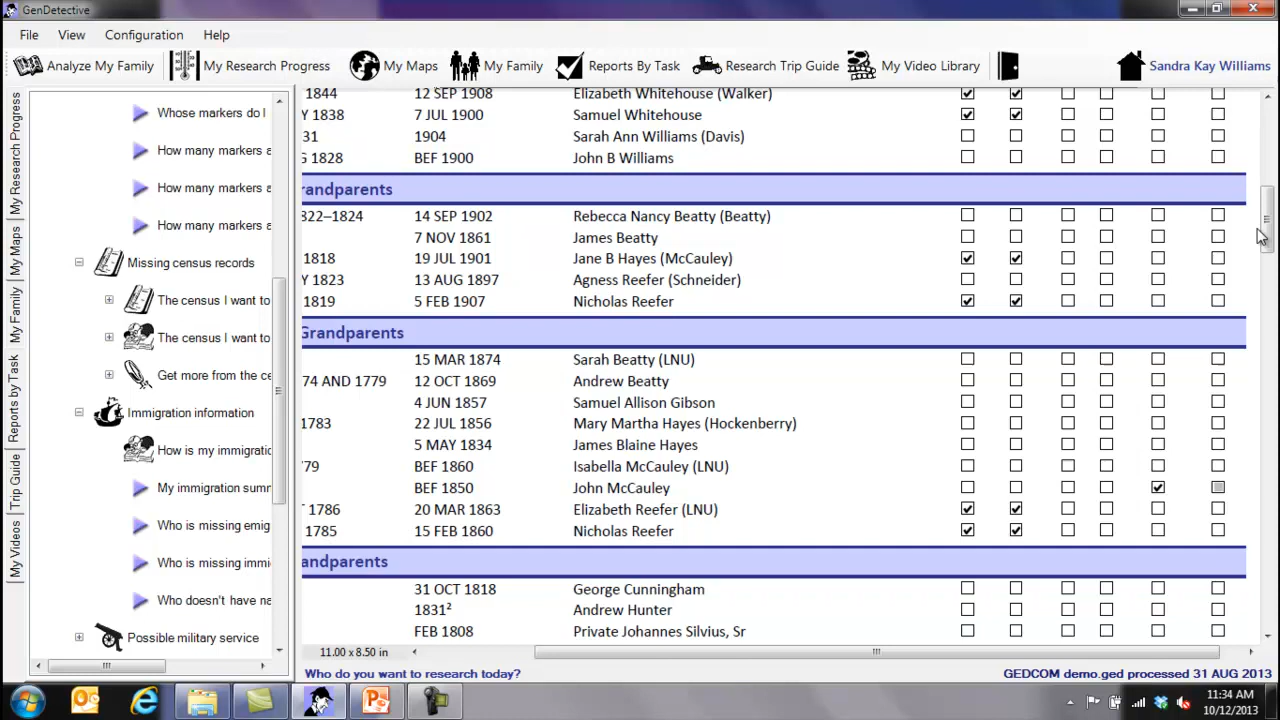 GenDetective
File View Configuration Help
Analyze My Family My Research Progress My Maps My Family Reports By Task Research Trip Guide My Video Library Sandra Kay Williams
My Research Progress
My Maps
My Family
Reports by Task
Trip Guide
My Videos
Whose markers do I
How many markers a
How many markers a
How many markers a
Missing census records
The census I want to
The census I want to
Get more from the ce
Immigration information
How is my immigratic
My immigration summ
Who is missing emig
Who is missing immi
Who doesn't have na
Possible military service
1844 12 SEP 1908 Elizabeth Whitehouse (Walker)
Y 1838 7 JUL 1900 Samuel Whitehouse
31 1904 Sarah Ann Williams (Davis)
G 1828 BEF 1900 John B Williams
randparents
822–1824 14 SEP 1902 Rebecca Nancy Beatty (Beatty)
7 NOV 1861 James Beatty
1818 19 JUL 1901 Jane B Hayes (McCauley)
Y 1823 13 AUG 1897 Agness Reefer (Schneider)
1819 5 FEB 1907 Nicholas Reefer
Grandparents
15 MAR 1874 Sarah Beatty (LNU)
74 AND 1779 12 OCT 1869 Andrew Beatty
4 JUN 1857 Samuel Allison Gibson
1783 22 JUL 1856 Mary Martha Hayes (Hockenberry)
5 MAY 1834 James Blaine Hayes
79 BEF 1860 Isabella McCauley (LNU)
BEF 1850 John McCauley
T 1786 20 MAR 1863 Elizabeth Reefer (LNU)
1785 15 FEB 1860 Nicholas Reefer
andparents
31 OCT 1818 George Cunningham
1831² Andrew Hunter
FEB 1808 Private Johannes Silvius, Sr
11.00 x 8.50 in
Who do you want to research today? GEDCOM demo.ged processed 31 AUG 2013
11:34 AM
10/12/2013